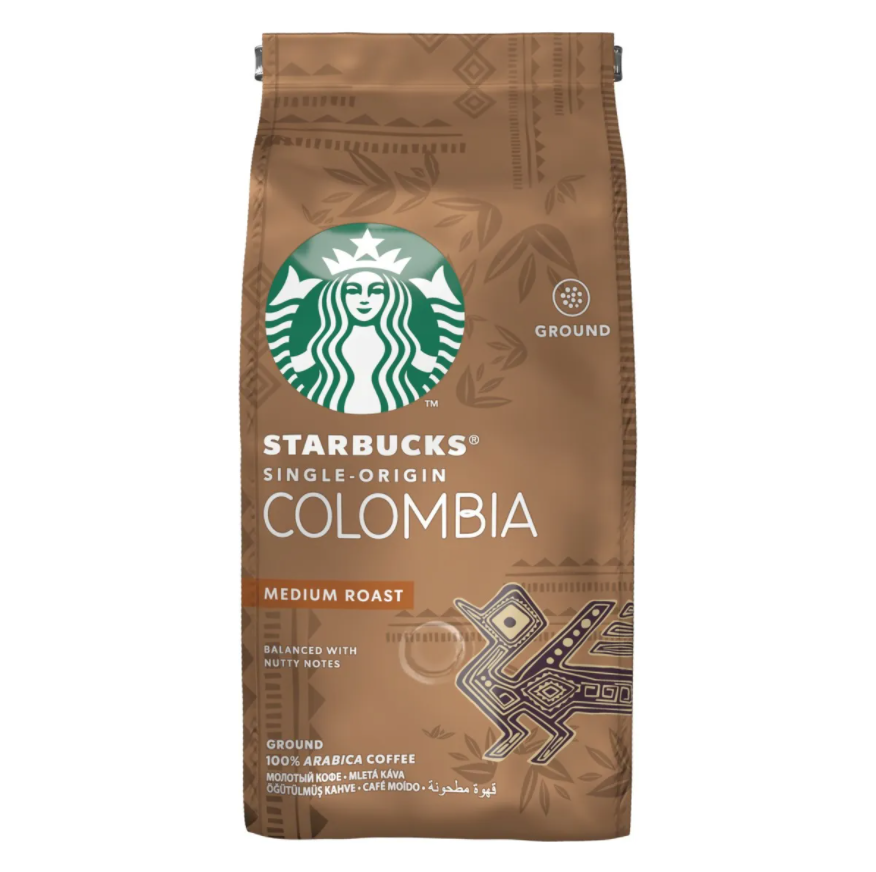 GROUND
™
STARBUCKS®
SINGLE-ORIGIN
COLOMBIA
MEDIUM ROAST
BALANCED WITH
NUTTY NOTES
GROUND
100% ARABICA COFFEE
МОЛОТЫЙ КОФЕ • MLETÁ KÁVA
ÖĞÜTÜLMÜŞ KAHVE • CAFÉ MOÍDO • قهوة مطحونة